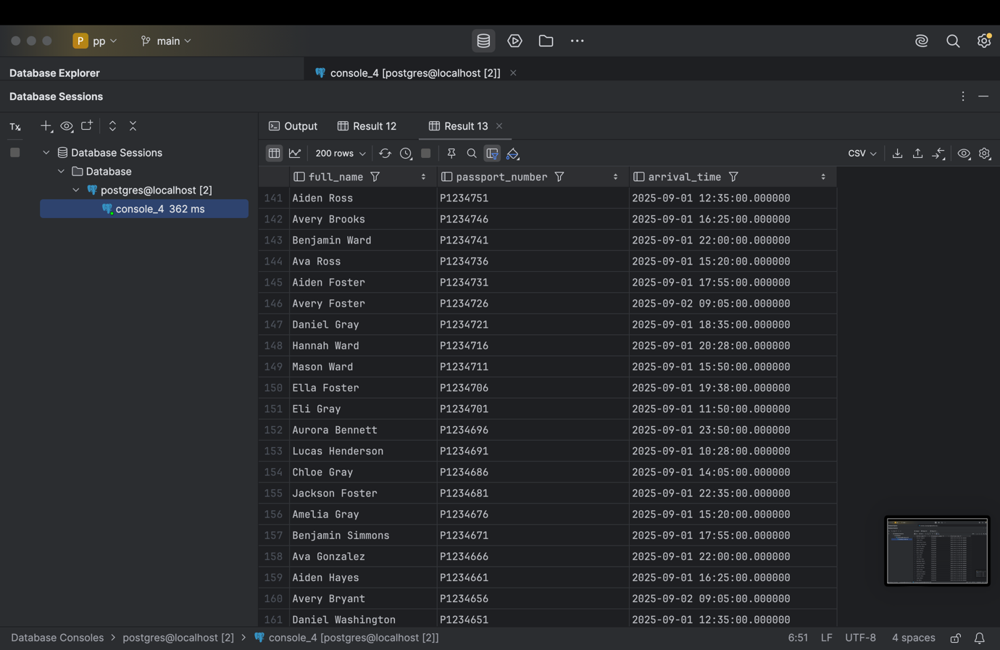 P pp main
Database Explorer
console_4 [postgres@localhost [2]]
Database Sessions
Tx
Output Result 12 Result 13
Database Sessions
200 rows CSV
Database
full_name passport_number arrival_time
postgres@localhost [2]
console_4 362 ms
141 Aiden Ross P1234751 2025-09-01 12:35:00.000000
142 Avery Brooks P1234746 2025-09-01 16:25:00.000000
143 Benjamin Ward P1234741 2025-09-01 22:00:00.000000
144 Ava Ross P1234736 2025-09-01 15:20:00.000000
145 Aiden Foster P1234731 2025-09-01 17:55:00.000000
146 Avery Foster P1234726 2025-09-02 09:05:00.000000
147 Daniel Gray P1234721 2025-09-01 18:35:00.000000
148 Hannah Ward P1234716 2025-09-01 20:28:00.000000
149 Mason Ward P1234711 2025-09-01 15:50:00.000000
150 Ella Foster P1234706 2025-09-01 19:38:00.000000
151 Eli Gray P1234701 2025-09-01 11:50:00.000000
152 Aurora Bennett P1234696 2025-09-01 23:50:00.000000
153 Lucas Henderson P1234691 2025-09-01 10:28:00.000000
154 Chloe Gray P1234686 2025-09-01 14:05:00.000000
155 Jackson Foster P1234681 2025-09-01 22:35:00.000000
156 Amelia Gray P1234676 2025-09-01 15:20:00.000000
157 Benjamin Simmons P1234671 2025-09-01 17:55:00.000000
158 Ava Gonzalez P1234666 2025-09-01 22:00:00.000000
159 Aiden Hayes P1234661 2025-09-01 16:25:00.000000
160 Avery Bryant P1234656 2025-09-02 09:05:00.000000
161 Daniel Washington P1234651 2025-09-01 12:35:00.000000
Database Consoles > postgres@localhost [2] > console_4 [postgres@localhost [2]] 6:51 LF UTF-8 4 spaces